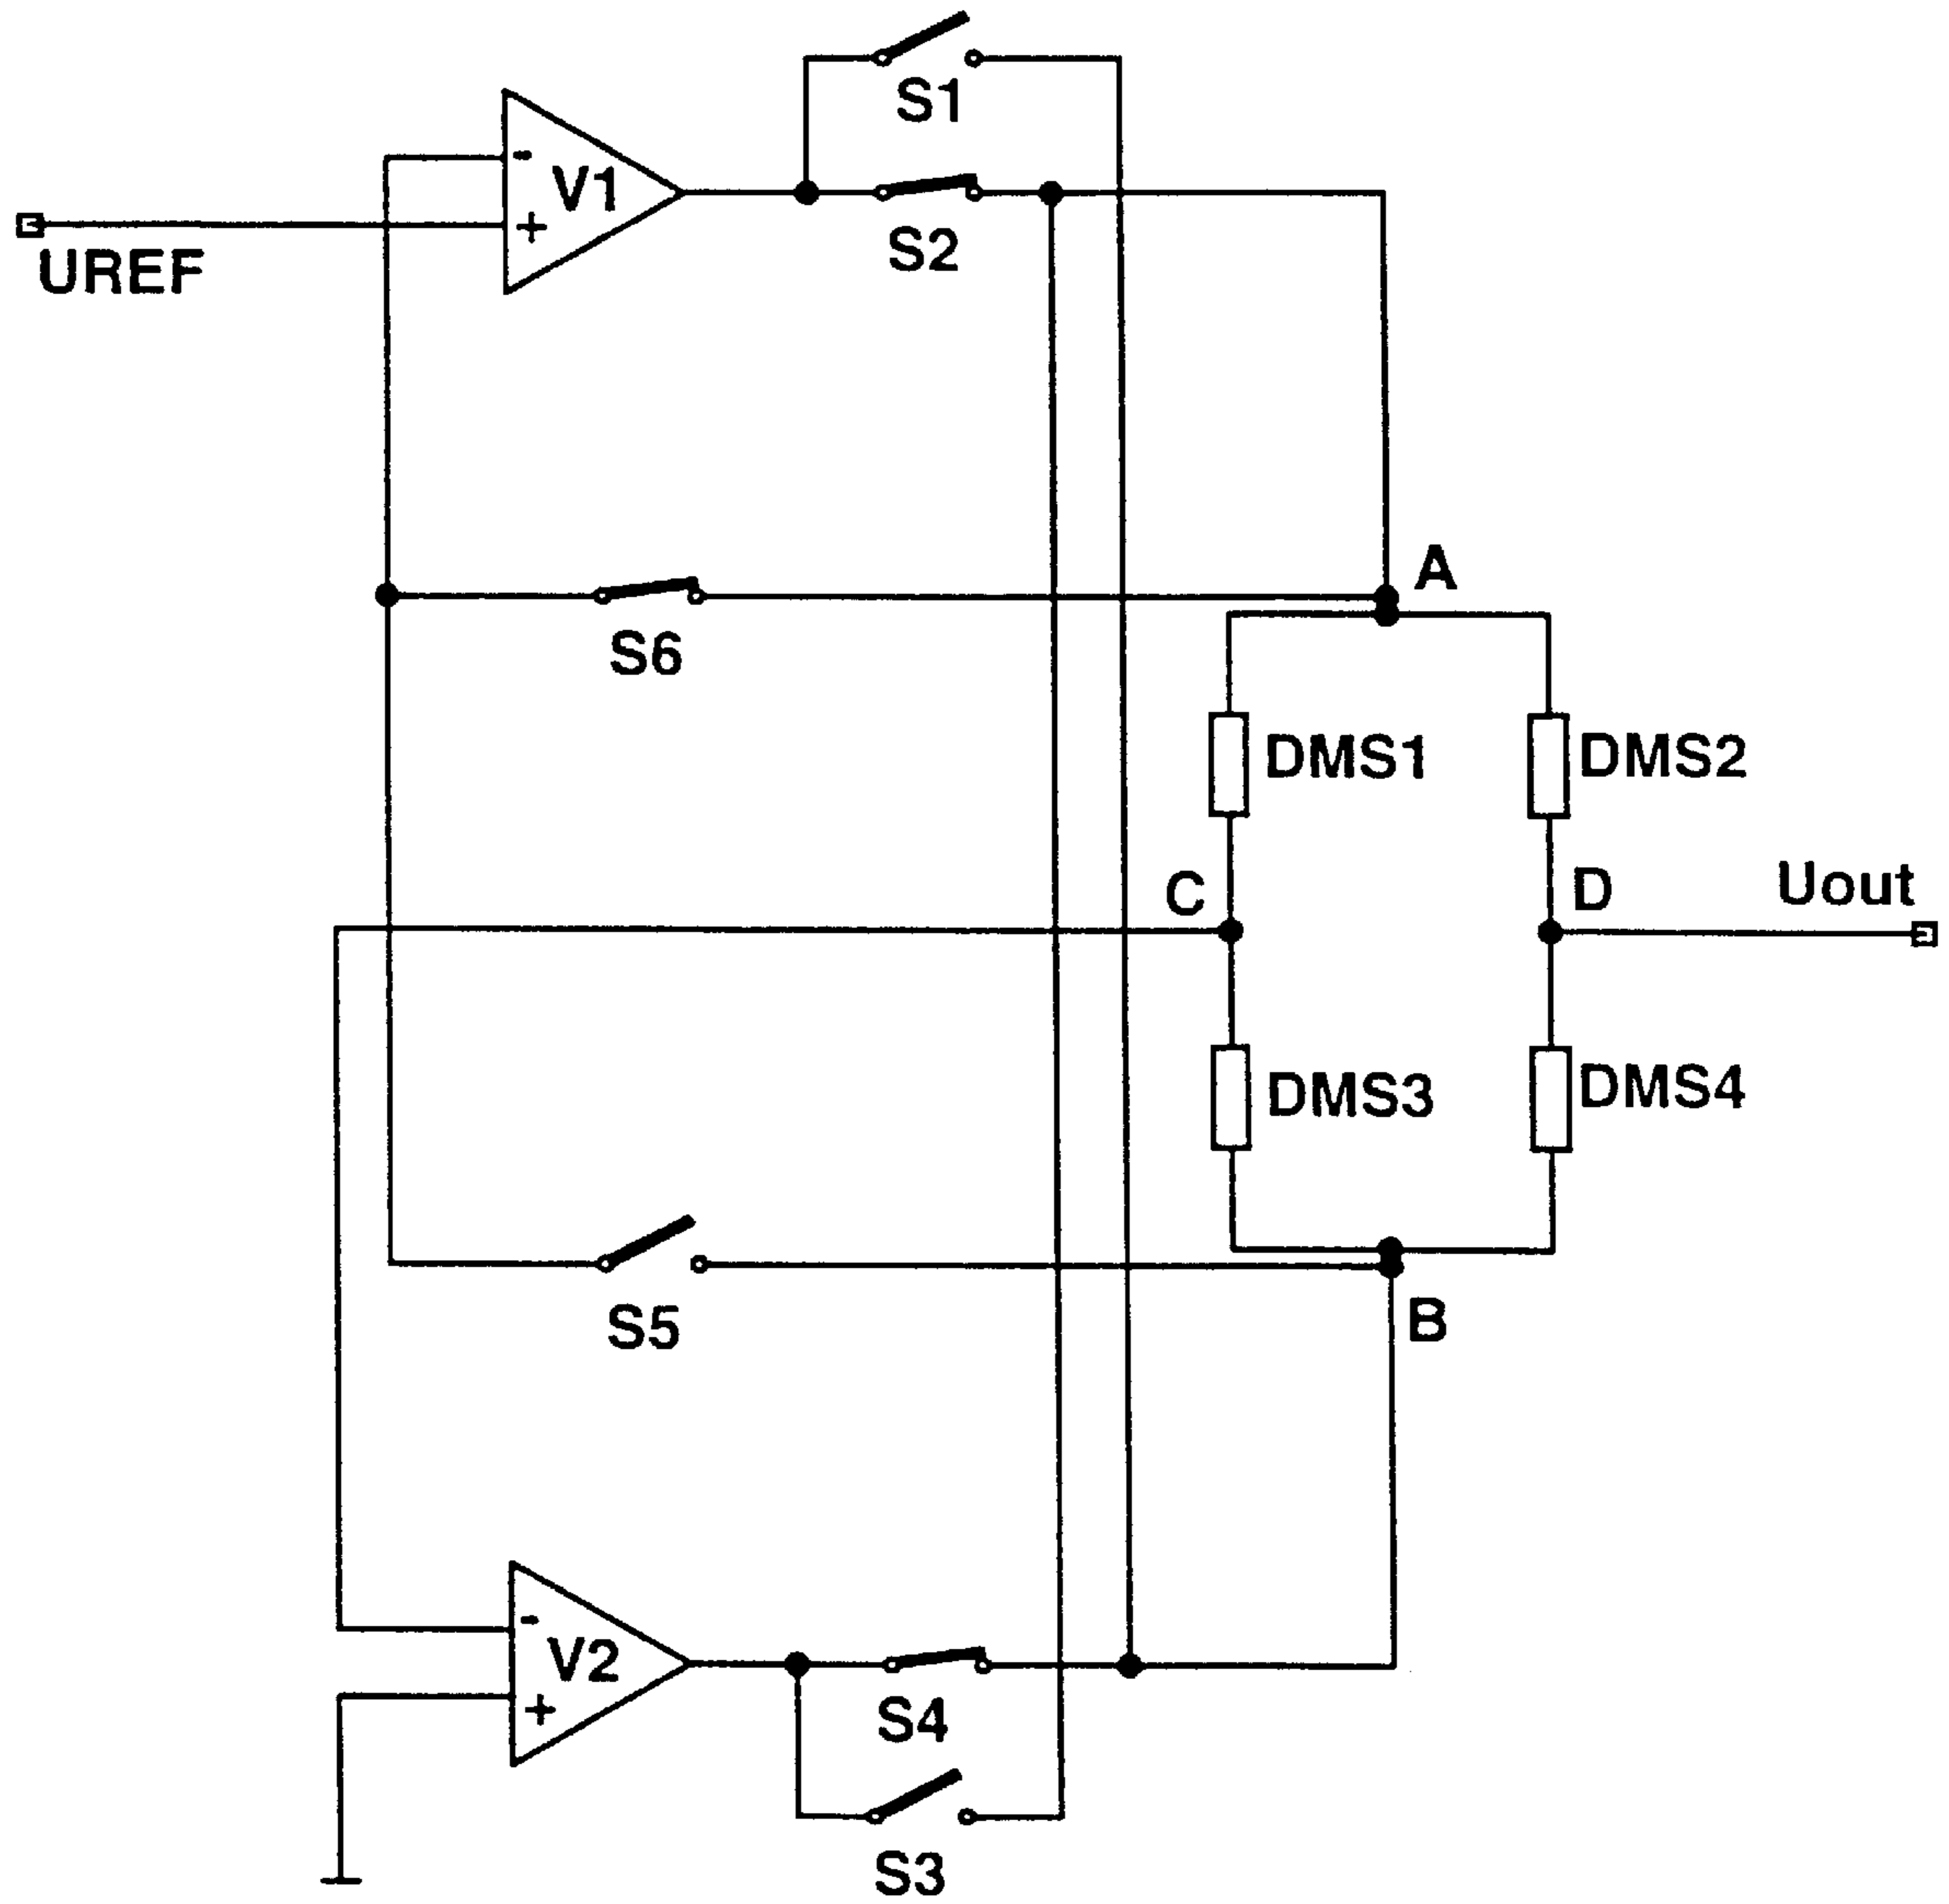 S1
-
V1
+
UREF
S2
A
S6
DMS1
DMS2
C
D
Uout
DMS3
DMS4
S5
B
-
V2
+
S4
S3